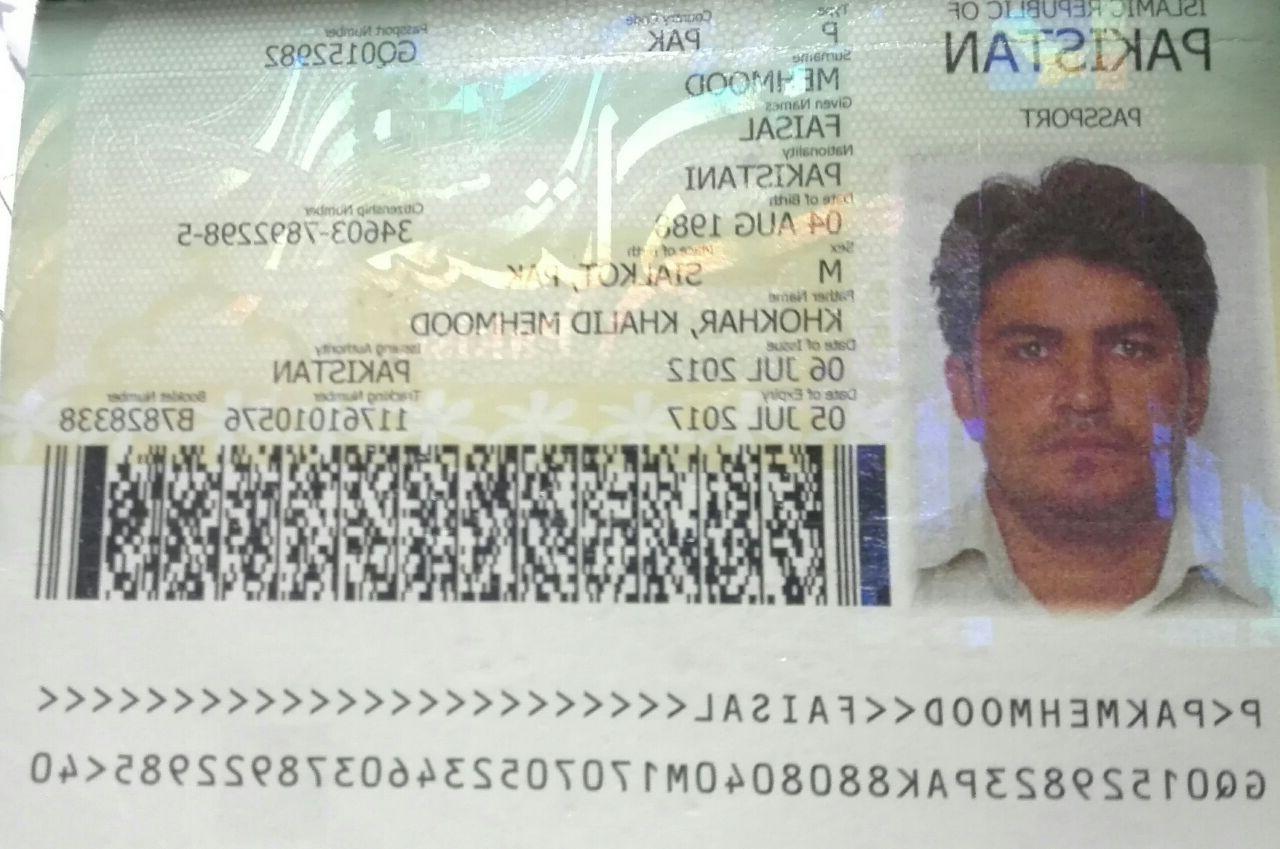 ISLAMIC REPUBLIC OF
PAKISTAN
PASSPORT
Type Country Code Passport Number
P PAK GQ0152982
Surname
MEHMOOD
Given Names
FAISAL
Nationality
PAKISTANI
Date of Birth Citizenship Number
04 AUG 1988 34603-7892298-5
Sex Place of Birth
M SIALKOT, PAK
Father Name
KHOKHAR, KHALID MEHMOOD
Date of Issue Issuing Authority
06 JUL 2012 PAKISTAN
Date of Expiry Tracking Number Booklet Number
05 JUL 2017 11761010576 B7828338
P<PAKMEHMOOD<<FAISAL<<<<<<<<<<<<<<<<<<<<<<<<
GQ01529823PAK8808040M17070523460378922985<40